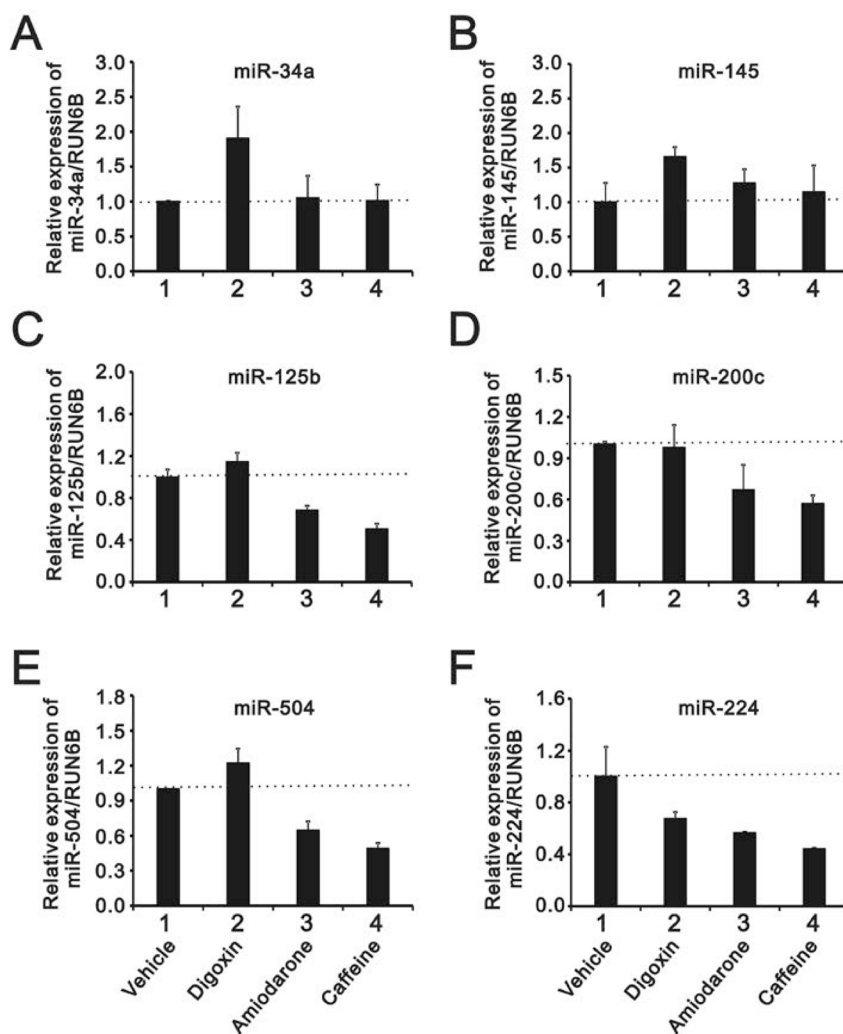 A
miR-34a
Relative expression of
miR-34a/RUN6B
3.0
2.5
2.0
1.5
1.0
0.5
0.0
1 2 3 4
B
miR-145
Relative expression of
miR-145/RUN6B
3.0
2.5
2.0
1.5
1.0
0.5
0.0
1 2 3 4
C
miR-125b
Relative expression of
miR-125b/RUN6B
2.0
1.6
1.2
0.8
0.4
0.0
1 2 3 4
D
miR-200c
Relative expression of
miR-200c/RUN6B
1.5
1.2
0.9
0.6
0.3
0.0
1 2 3 4
E
miR-504
Relative expression of
miR-504/RUN6B
1.8
1.5
1.2
0.9
0.6
0.3
0.0
1 2 3 4
Vehicle
Digoxin
Amiodarone
Caffeine
F
miR-224
Relative expression of
miR-224/RUN6B
1.6
1.2
0.8
0.4
0.0
1 2 3 4
Vehicle
Digoxin
Amiodarone
Caffeine